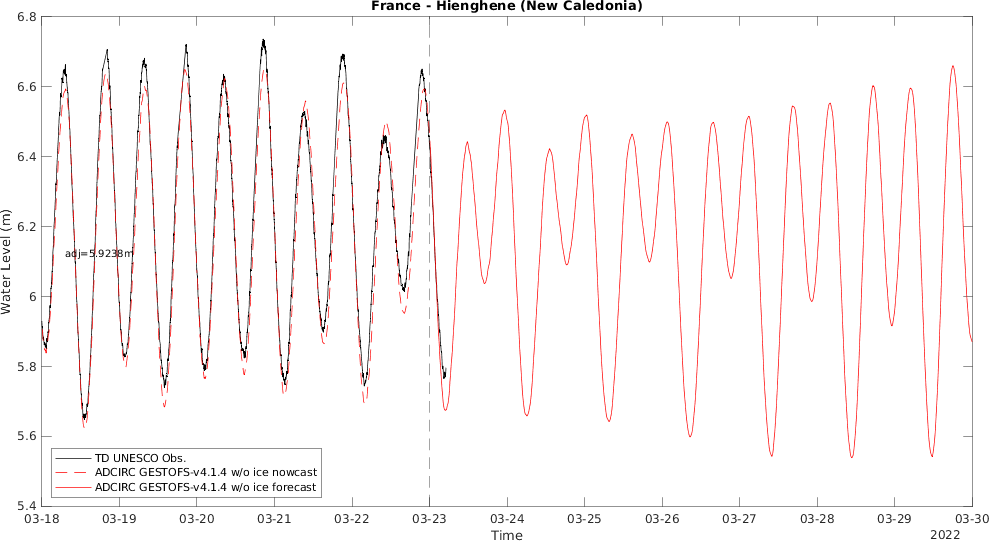 France - Hienghene (New Caledonia)
6.8
6.6
6.4
6.2
6
5.8
5.6
5.4
Water Level (m)
adj=5.9238m
TD UNESCO Obs.
ADCIRC GESTOFS-v4.1.4 w/o ice nowcast
ADCIRC GESTOFS-v4.1.4 w/o ice forecast
03-18 03-19 03-20 03-21 03-22 03-23 03-24 03-25 03-26 03-27 03-28 03-29 03-30
Time
2022